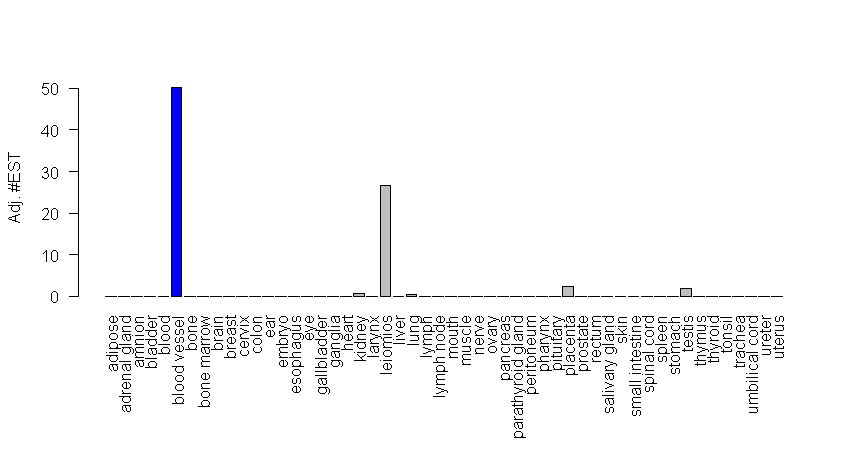 50
40
30
20
10
0
Adj. #EST
adipose
adrenal gland
amnion
bladder
blood
blood vessel
bone
bone marrow
brain
breast
cervix
colon
ear
embryo
esophagus
eye
gallbladder
ganglia
heart
kidney
larynx
leiomios
liver
lung
lymph
lymph node
mouth
muscle
nerve
ovary
pancreas
parathyroid gland
peritoneum
pharynx
pituitary
placenta
prostate
rectum
salivary gland
skin
small intestine
spinal cord
spleen
stomach
testis
thymus
thyroid
tonsil
trachea
umbilical cord
ureter
uterus